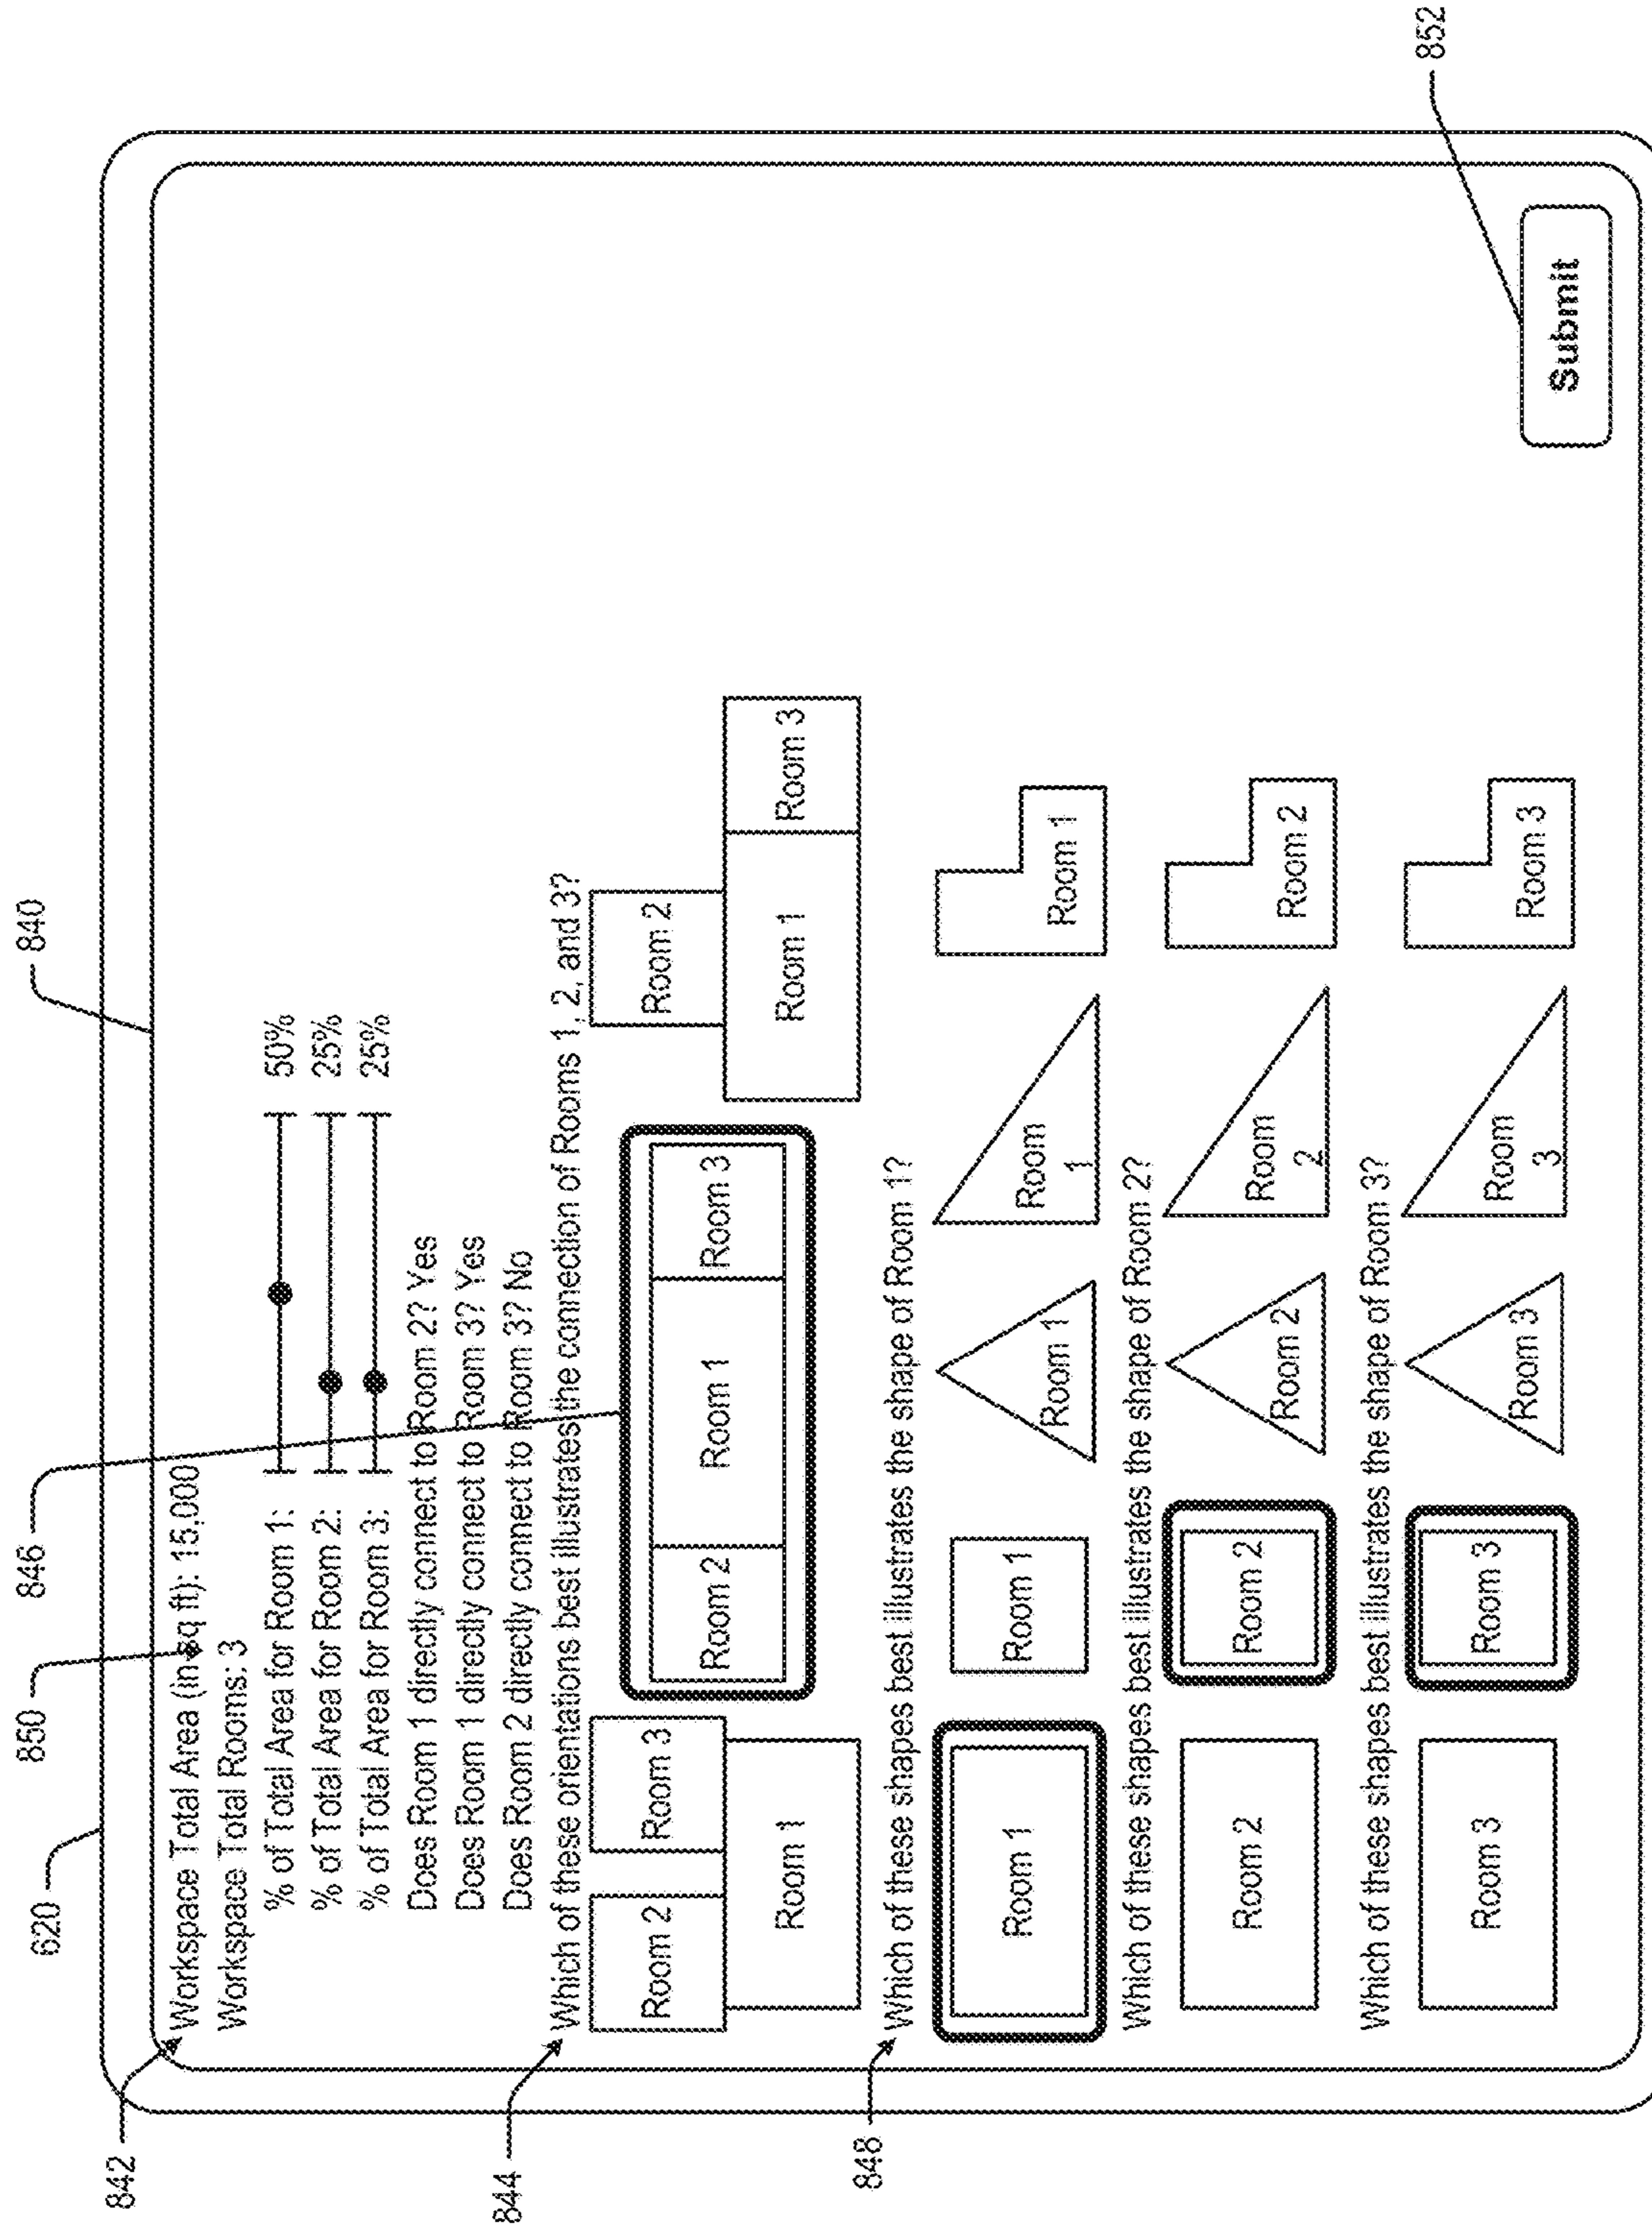 620
850
846
840
842
Workspace Total Area (in sq ft): 15,000
Workspace Total Rooms: 3
% of Total Area for Room 1: 50%
% of Total Area for Room 2: 25%
% of Total Area for Room 3: 25%
Does Room 1 directly connect to Room 2? Yes
Does Room 1 directly connect to Room 3? Yes
Does Room 2 directly connect to Room 3? No
844
Which of these orientations best illustrates the connection of Rooms 1, 2, and 3?
Room 2
Room 3
Room 1
Room 2
Room 1
Room 3
Room 2
Room 1
Room 3
848
Which of these shapes best illustrates the shape of Room 1?
Room 1
Room 1
Room 1
Room
1
Room 1
Which of these shapes best illustrates the shape of Room 2?
Room 2
Room 2
Room 2
Room
2
Room 2
Which of these shapes best illustrates the shape of Room 3?
Room 3
Room 3
Room 3
Room
3
Room 3
Submit
852